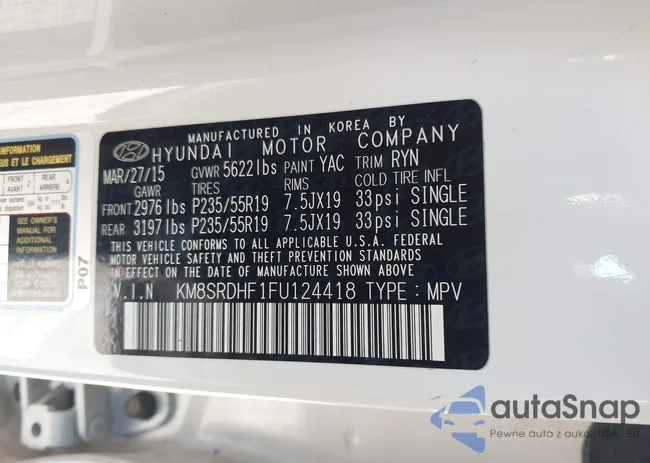 MANUFACTURED IN KOREA BY
HYUNDAI MOTOR COMPANY
MAR/27/15 GVWR 5622lbs PAINT YAC TRIM RYN
GAWR TIRES RIMS COLD TIRE INFL
FRONT 2976lbs P235/55R19 7.5JX19 33psi SINGLE
REAR 3197lbs P235/55R19 7.5JX19 33psi SINGLE
THIS VEHICLE CONFORMS TO ALL APPLICABLE U.S.A. FEDERAL
MOTOR VEHICLE SAFETY AND THEFT PREVENTION STANDARDS
IN EFFECT ON THE DATE OF MANUFACTURE SHOWN ABOVE.
V.I.N KM8SRDHF1FU124418 TYPE : MPV
INFORMATION
EUS ET LE CHARGEMENT
REAR
ARRIÈRE
SEE OWNER'S
MANUAL FOR
ADDITIONAL
INFORMATION
P07
autaSnap
Pewne auta z aukcji USA - EU